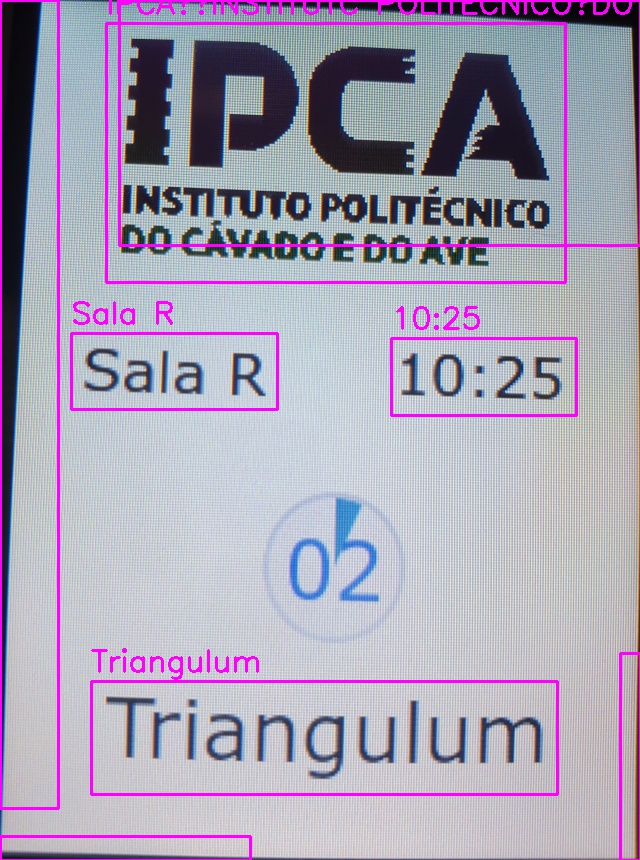 IPCA??INSTITUTC POLITECNICO?DO
IPCA
INSTITUTO POLITÉCNICO
DO CÁVADO E DO AVE
Sala R
10:25
Sala R
10:25
02
Triangulum
Triangulum